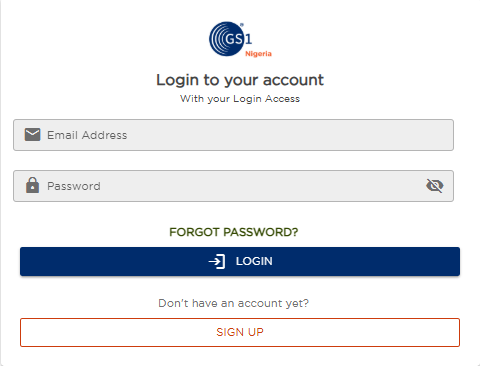 GS1
Nigeria
Login to your account
With your Login Access
Email Address
Password
FORGOT PASSWORD?
LOGIN
Don't have an account yet?
SIGN UP